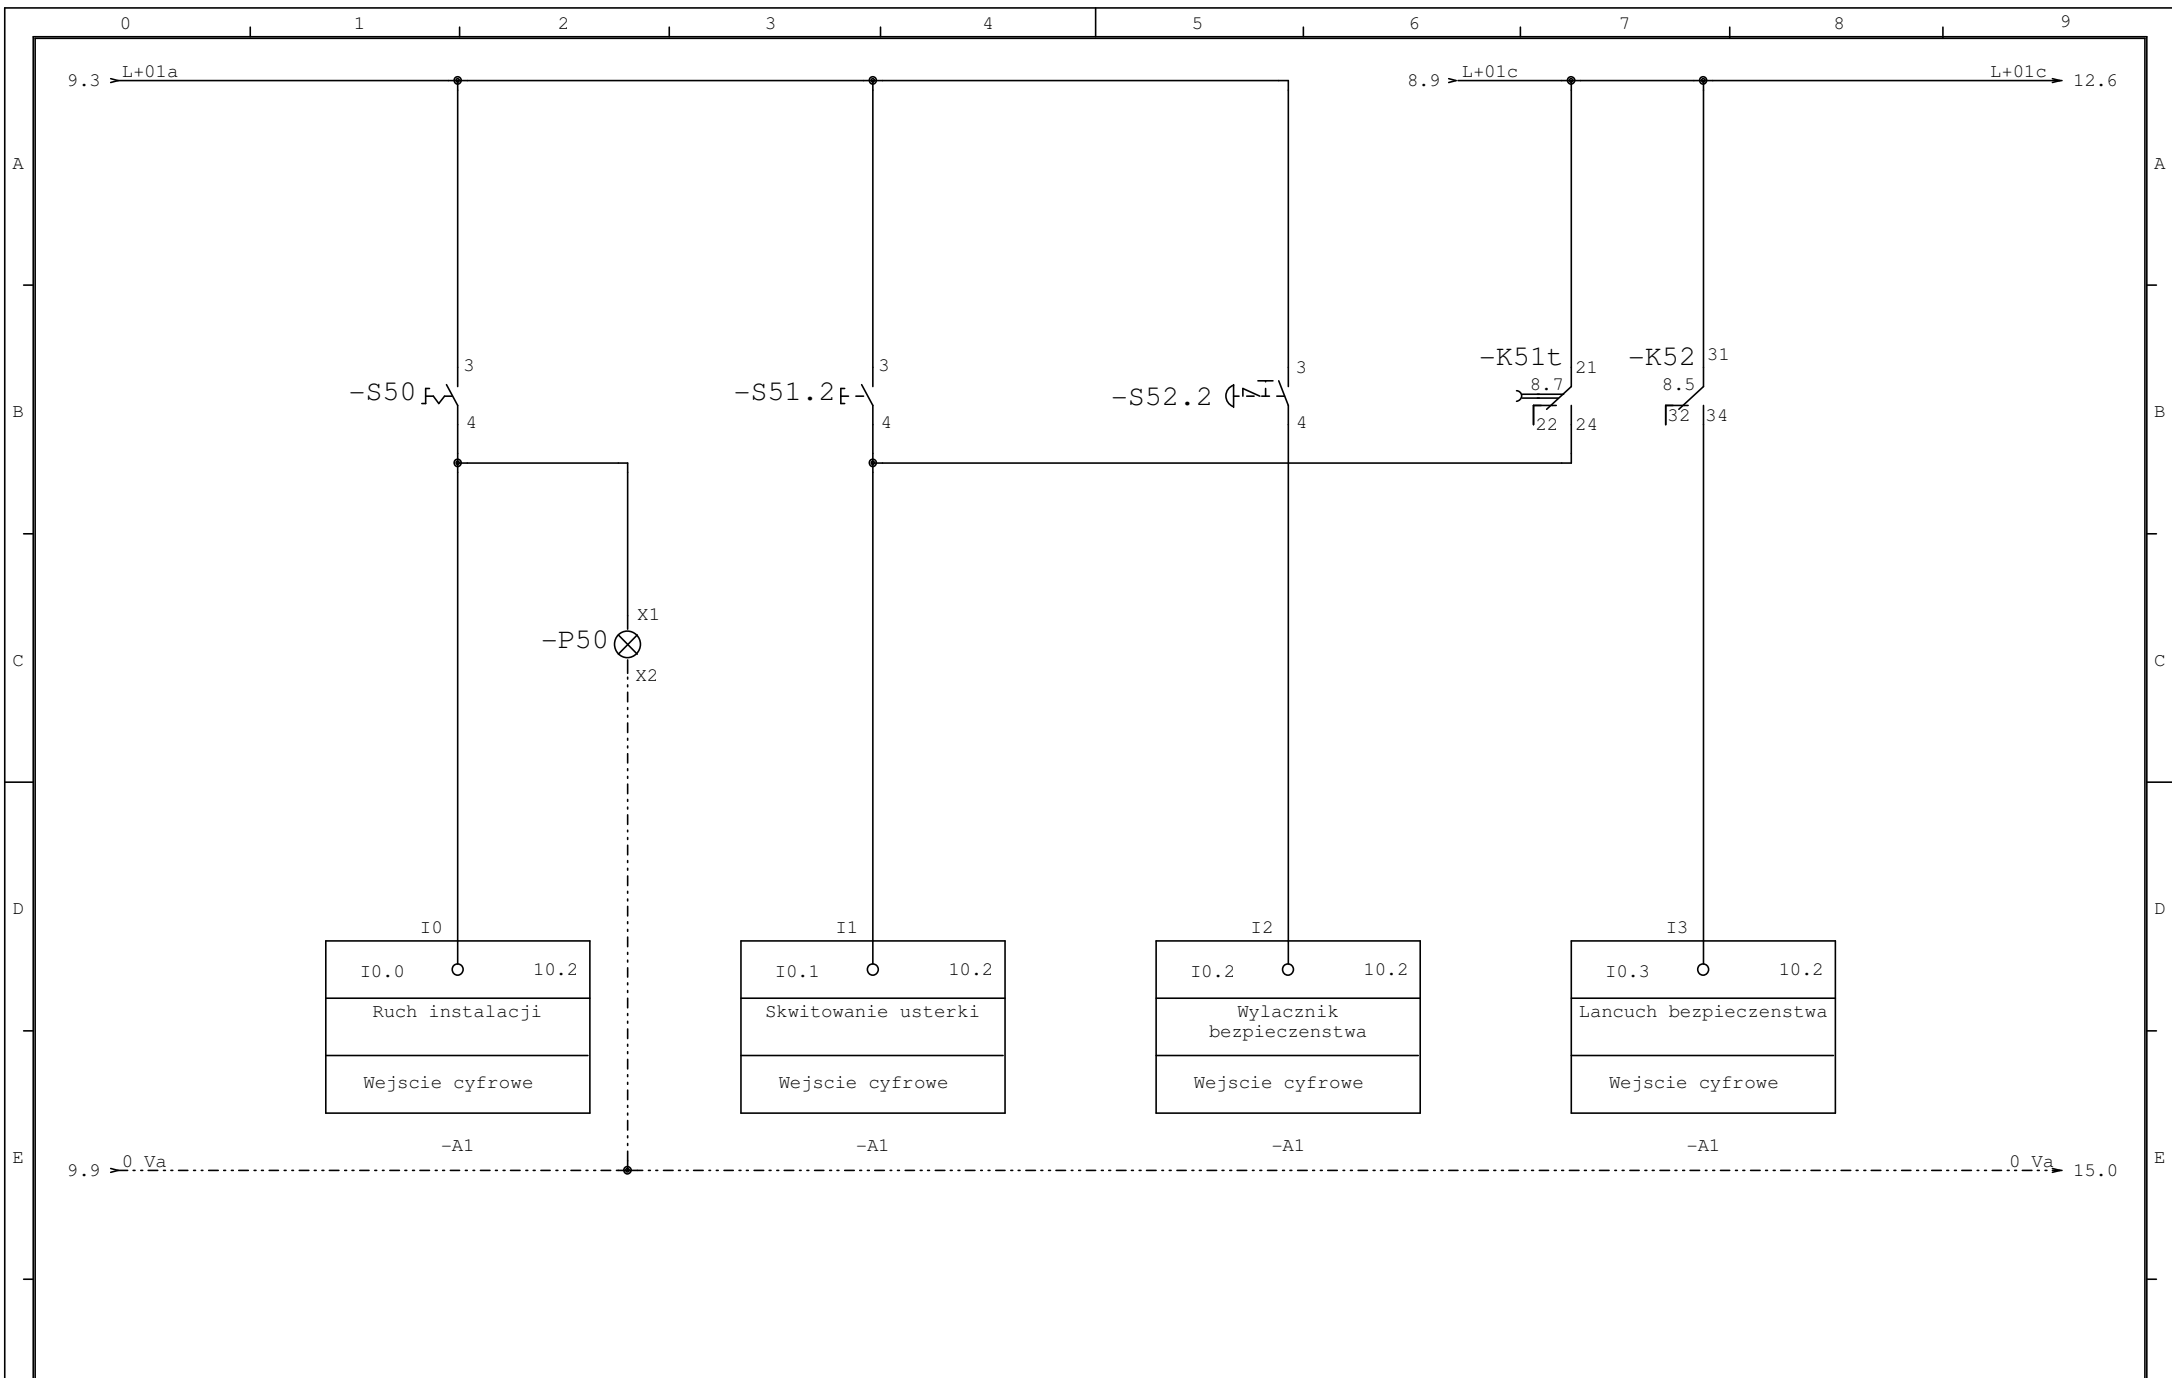 0 1 2 3 4 5 6 7 8 9
9.3 L+01a 8.9 L+01c L+01c 12.6
A A
3 3 3 -K51t 21 -K52 31
8.7 8.5
-S50 -S51.2 -S52.2
B B
4 4 4 22 24 32 34
X1
-P50
X2
C C
D D
I0 I1 I2 I3
I0.0 10.2 I0.1 10.2 I0.2 10.2 I0.3 10.2
Ruch instalacji Skwitowanie usterki Wylacznik Lancuch bezpieczenstwa
bezpieczenstwa
Wejscie cyfrowe Wejscie cyfrowe Wejscie cyfrowe Wejscie cyfrowe
-A1 -A1 -A1 -A1
E E
9.9 0 Va 0 Va 15.0